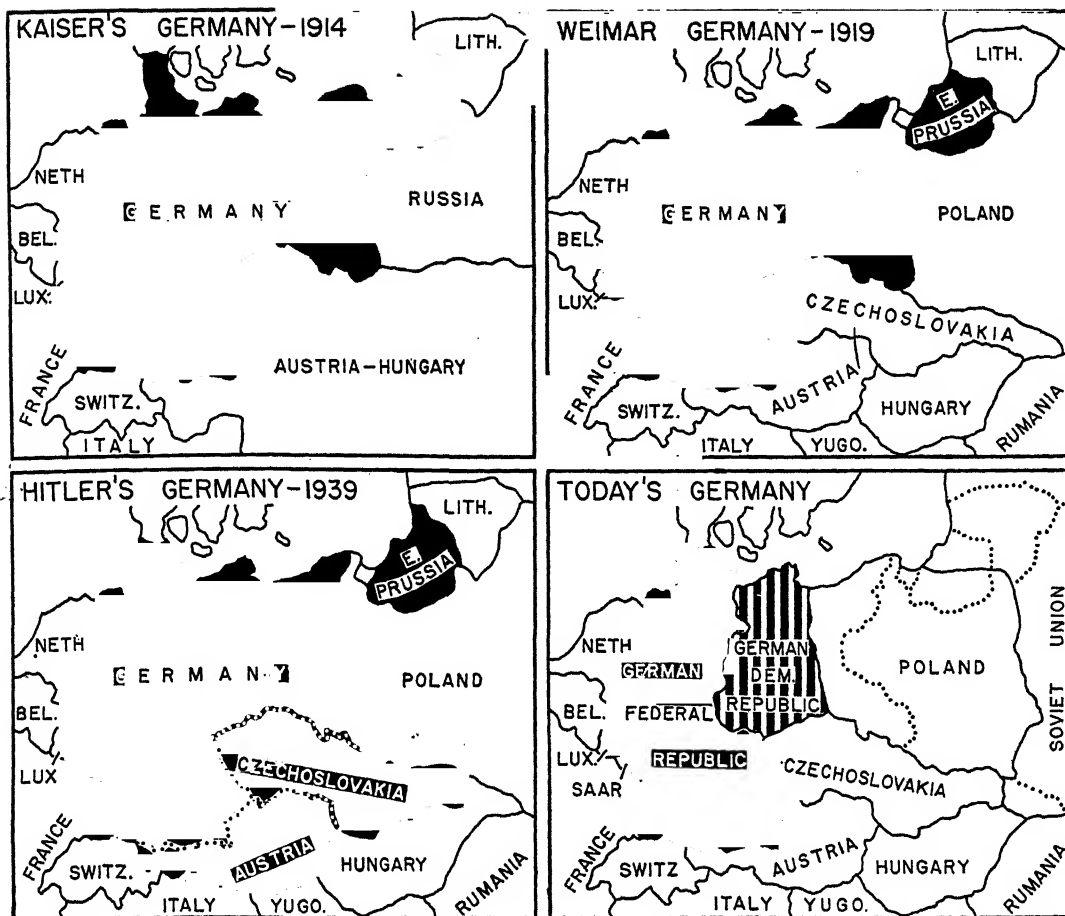 KAISER'S GERMANY-1914
LITH.
NETH
RUSSIA
GERMANY
BEL.
LUX.
AUSTRIA-HUNGARY
FRANCE
SWITZ.
ITALY
WEIMAR GERMANY-1919
LITH.
E.
PRUSSIA
NETH
GERMANY
POLAND
BEL.
LUX.
CZECHOSLOVAKIA
FRANCE
AUSTRIA
SWITZ.
HUNGARY
RUMANIA
ITALY
YUGO.
HITLER'S GERMANY-1939
LITH.
E.
PRUSSIA
NETH
GERMANY
POLAND
BEL.
LUX
CZECHOSLOVAKIA
FRANCE
AUSTRIA
SWITZ.
HUNGARY
RUMANIA
ITALY
YUGO.
TODAY'S GERMANY
SOVIET UNION
NETH
GERMAN
DEM.
REPUBLIC
POLAND
GERMAN
FEDERAL
REPUBLIC
BEL.
LUX.
SAAR
CZECHOSLOVAKIA
FRANCE
AUSTRIA
SWITZ.
HUNGARY
RUMANIA
ITALY
YUGO.